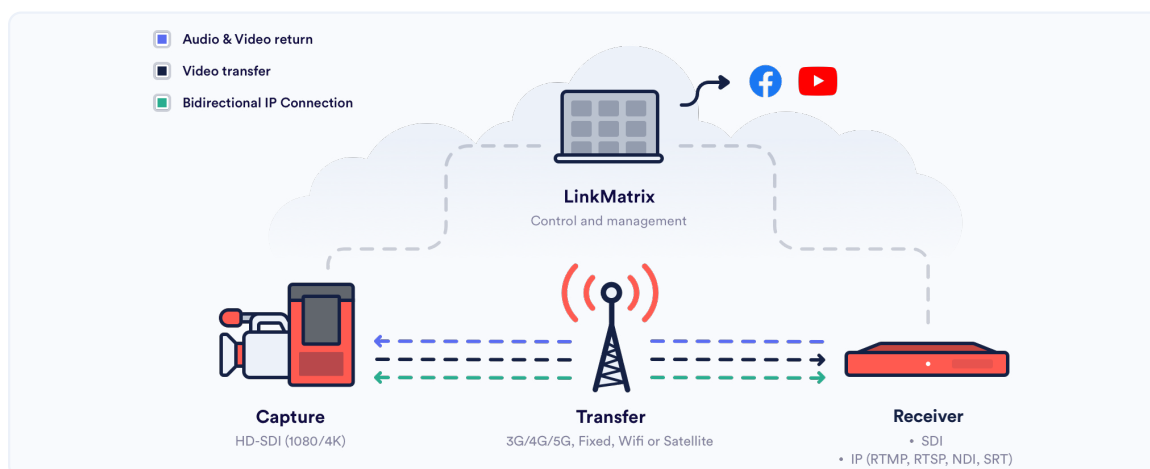 Audio & Video return
Video transfer
Bidirectional IP Connection
LinkMatrix
Control and management
Capture
HD-SDI (1080/4K)
Transfer
3G/4G/5G, Fixed, Wifi or Satellite
Receiver
• SDI
• IP (RTMP, RTSP, NDI, SRT)